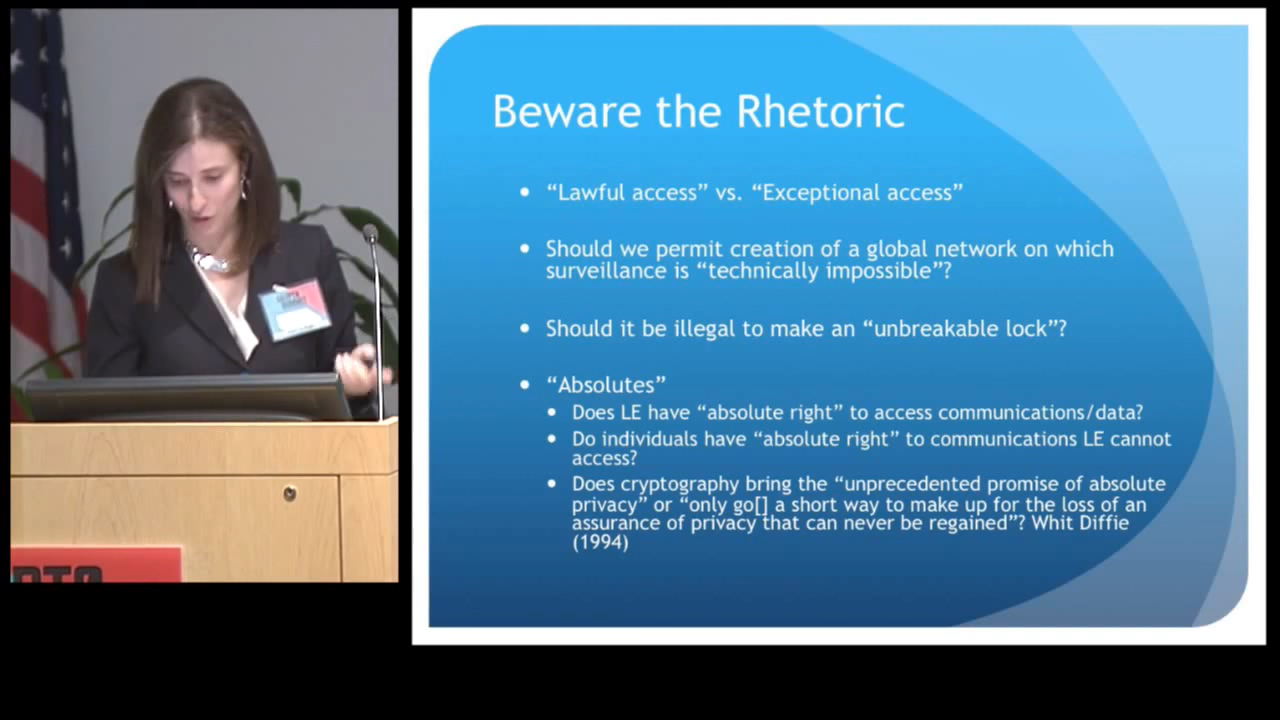 Beware the Rhetoric
• “Lawful access” vs. “Exceptional access”
• Should we permit creation of a global network on which
surveillance is “technically impossible”?
• Should it be illegal to make an “unbreakable lock”?
• “Absolutes”
• Does LE have “absolute right” to access communications/data?
• Do individuals have “absolute right” to communications LE cannot
access?
• Does cryptography bring the “unprecedented promise of absolute
privacy” or “only go[] a short way to make up for the loss of an
assurance of privacy that can never be regained”? Whit Diffie
(1994)